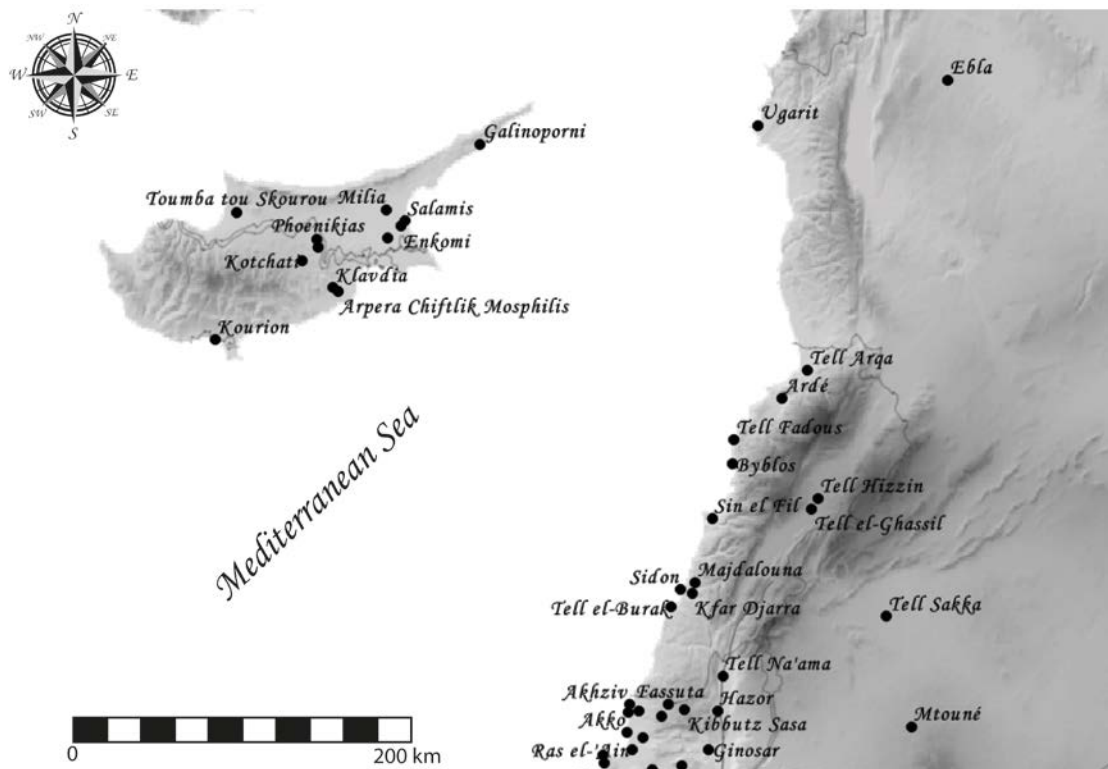 N
NW
NE
W
E
SW
SE
S
Ebla
Ugarit
Galinoporni
Toumba tou Skourou
Milia
Salamis
Phoenikias
Enkomi
Kotchati
Klavdia
Arpera Chiftlik Mosphilis
Kourion
Tell Arqa
Ardé
Tell Fadous
Byblos
Tell Hizzin
Sin el Fil
Tell el-Ghassil
Mediterranean Sea
Majdalouna
Sidon
Tell el-Burak
Kfar Djarra
Tell Sakka
Tell Na'ama
Akhziv
Fassuta
Hazor
Akko
Kibbutz Sasa
Mtouné
Ras el-'Ain
Ginosar
0
200 km